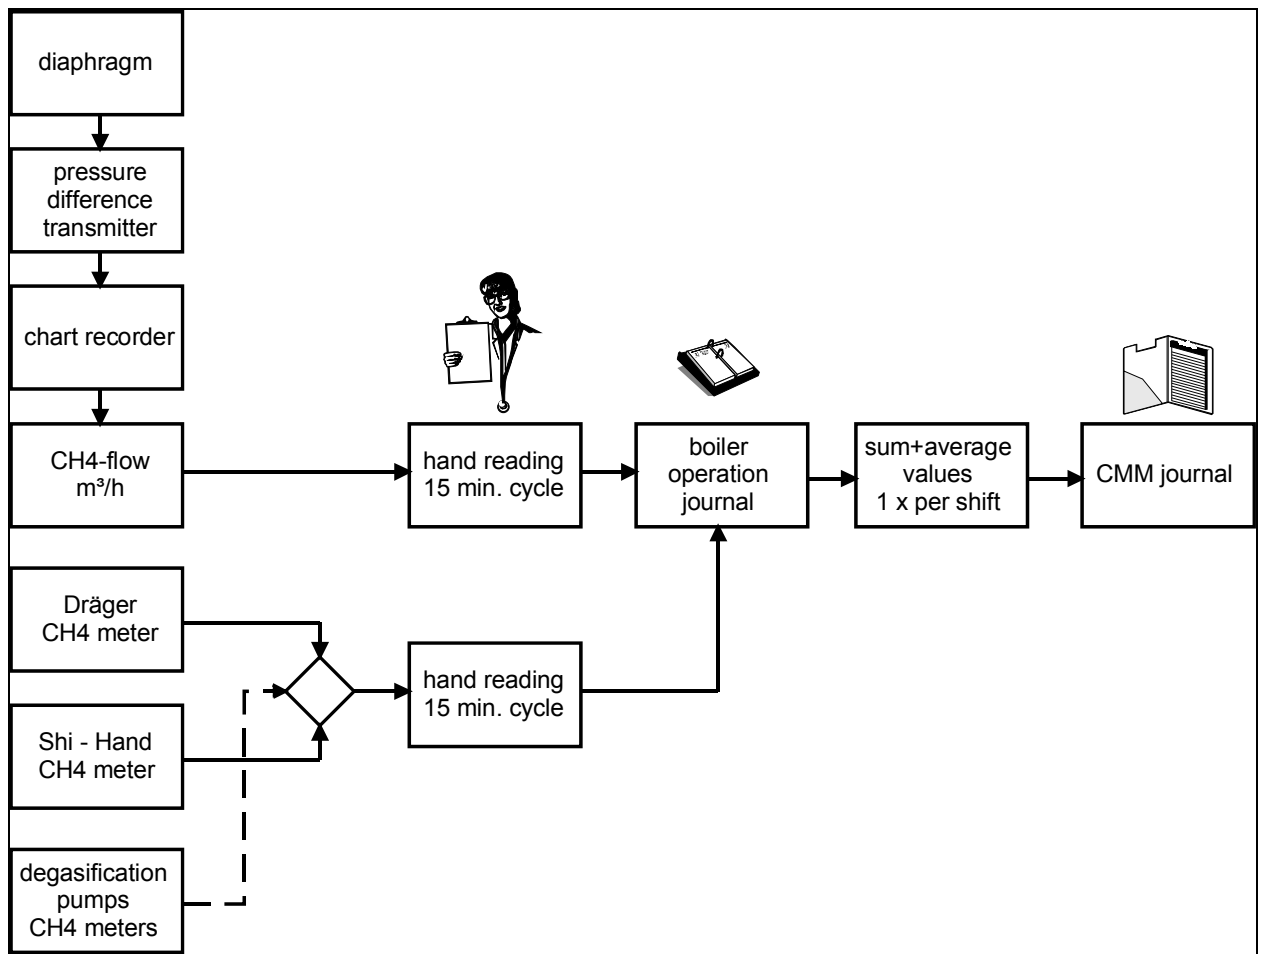 diaphragm
pressure
difference
transmitter
chart recorder
CH4-flow
m³/h
hand reading
15 min. cycle
boiler
operation
journal
sum+average
values
1 x per shift
CMM journal
Dräger
CH4 meter
hand reading
15 min. cycle
Shi - Hand
CH4 meter
degasification
pumps
CH4 meters